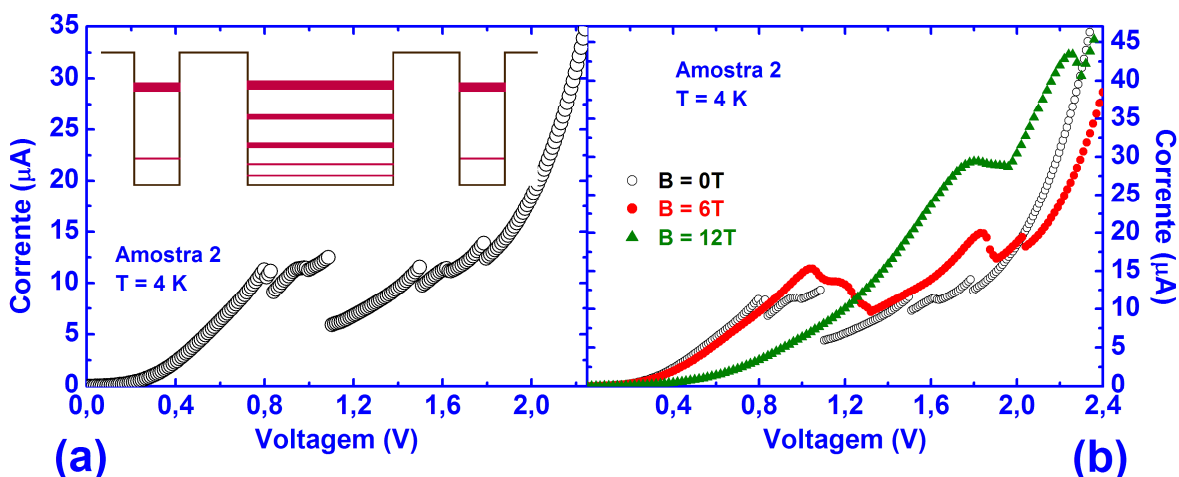 35
30
25
20
15
10
5
0
Corrente (µA)
Amostra 2
T = 4 K
0,0
0,4
0,8
1,2
1,6
2,0
Voltagem (V)
(a)
Amostra 2
T = 4 K
B = 0T
B = 6T
B = 12T
0,4
0,8
1,2
1,6
2,0
2,4
Voltagem (V)
45
40
35
30
25
20
15
10
5
0
Corrente (µA)
(b)